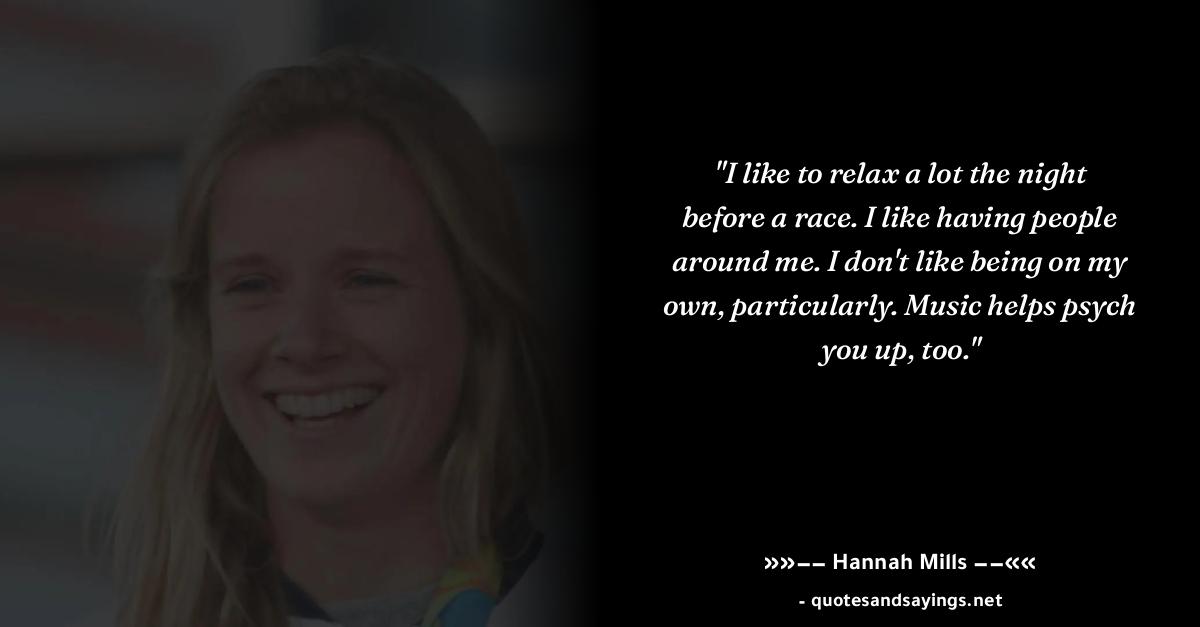 "I like to relax a lot the night
before a race. I like having people
around me. I don't like being on my
own, particularly. Music helps psych
you up, too."
»»−− Hannah Mills −−««
- quotesandsayings.net